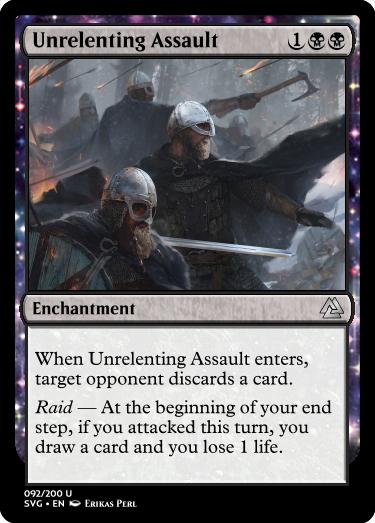 Unrelenting Assault 1
Enchantment
When Unrelenting Assault enters,
target opponent discards a card.
Raid — At the beginning of your end
step, if you attacked this turn, you
draw a card and you lose 1 life.
092/200 U
SVG • EN Erikas Perl